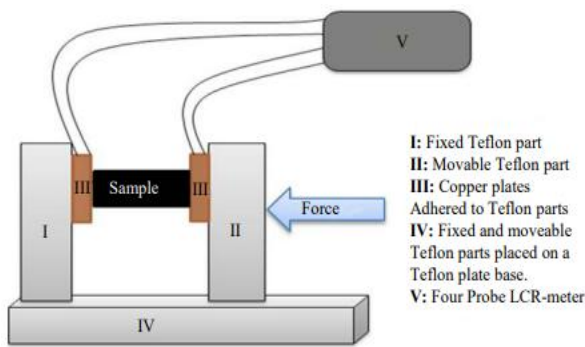 V
III
Sample
III
I
II
Force
IV
I: Fixed Teflon part
II: Movable Teflon part
III: Copper plates
Adhered to Teflon parts
IV: Fixed and moveable
Teflon parts placed on a
Teflon plate base.
V: Four Probe LCR-meter